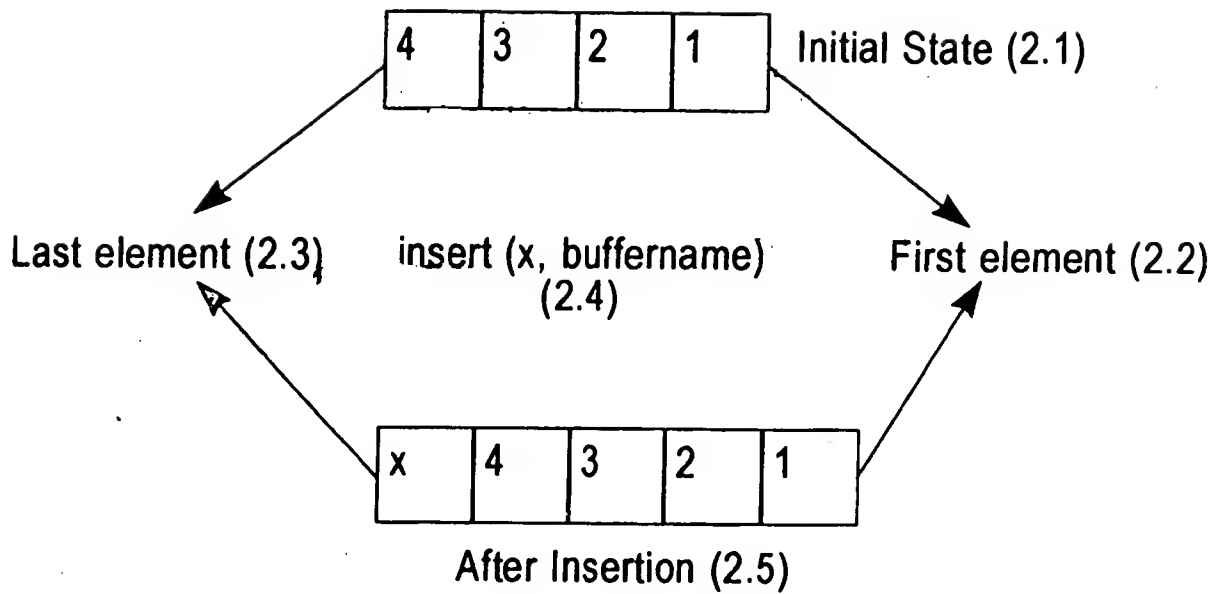 4 3 2 1
Initial State (2.1)
Last element (2.3)
insert (x, buffername)
(2.4)
First element (2.2)
x 4 3 2 1
After Insertion (2.5)